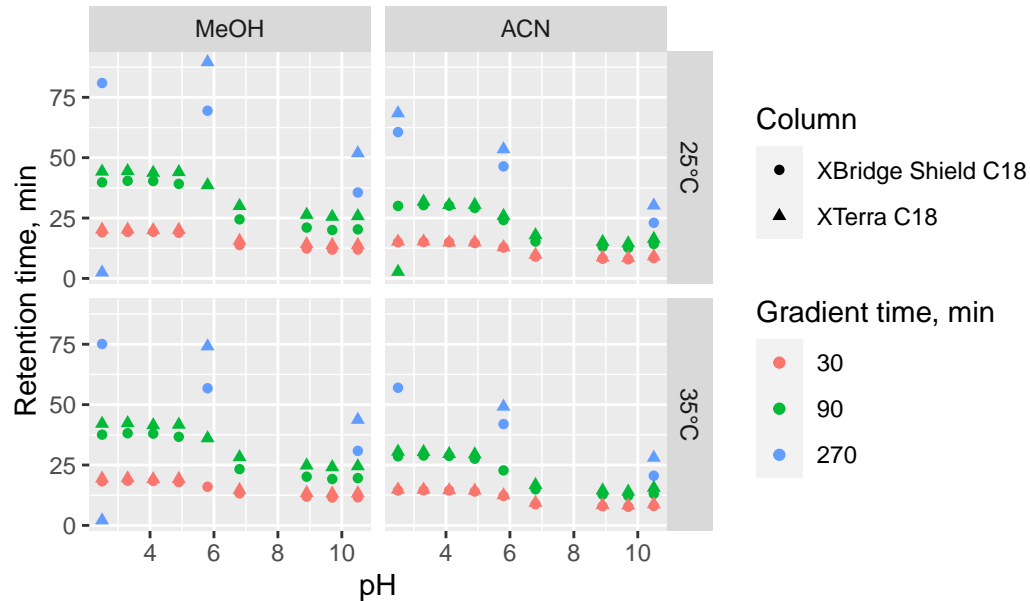 MeOH
ACN
Retention time, min
75
50
25
0
25°C
75
50
25
0
35°C
4
6
8
10
4
6
8
10
pH
Column
XBridge Shield C18
XTerra C18
Gradient time, min
30
90
270